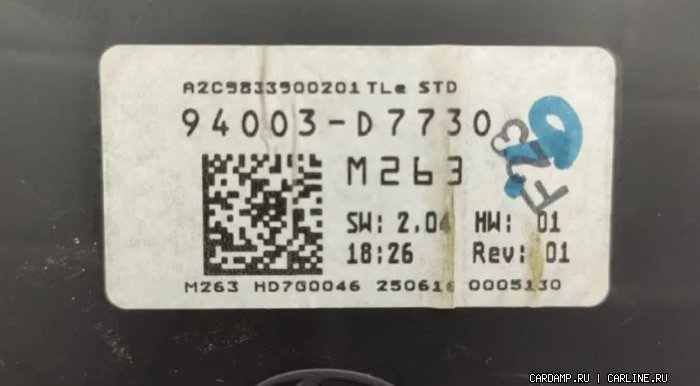 A2C9833900201 TLe STD
94003-D7730
M263
SW: 2.04 HW: 01
18:26 Rev: 01
M263 HD7G0046 250616 0005130
CARDAMP.RU | CARLINE.RU